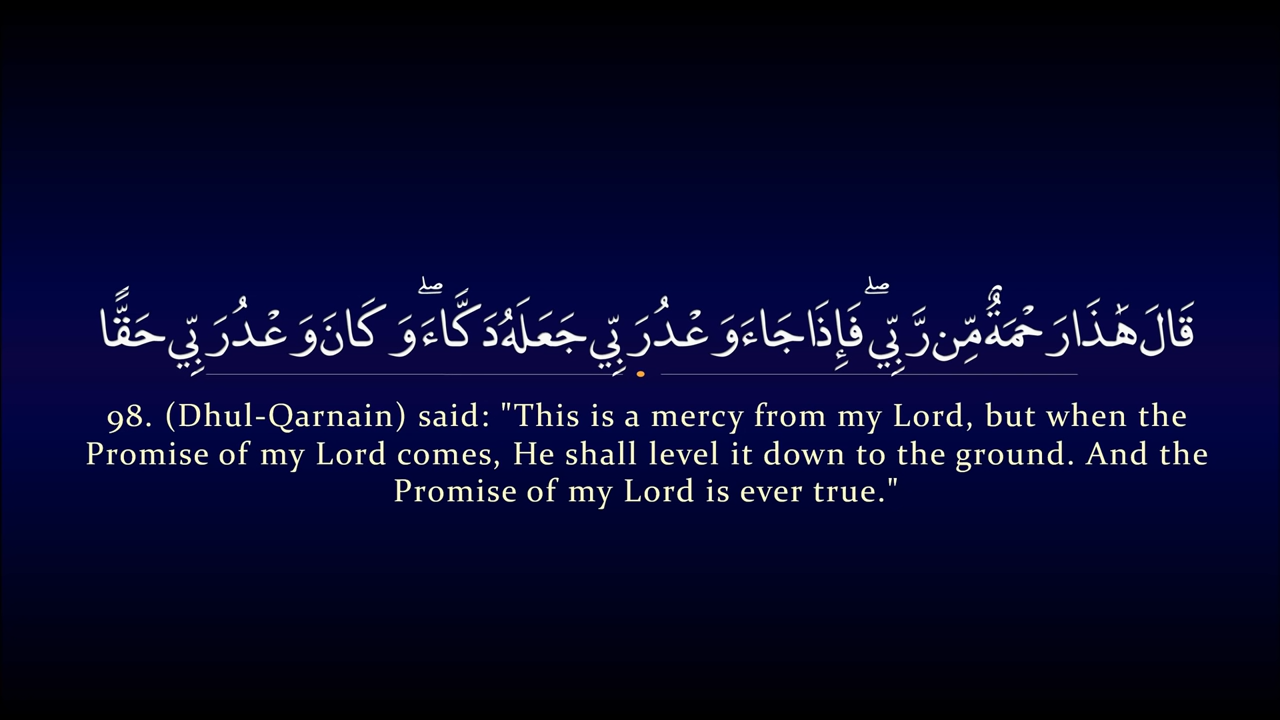 قَالَ هَٰذَا رَحْمَةٌ مِّن رَّبِّي ۖ فَإِذَا جَاءَ وَعْدُ رَبِّي جَعَلَهُ دَكَّاءَ ۖ وَكَانَ وَعْدُ رَبِّي حَقًّا
98. (Dhul-Qarnain) said: "This is a mercy from my Lord, but when the
Promise of my Lord comes, He shall level it down to the ground. And the
Promise of my Lord is ever true."